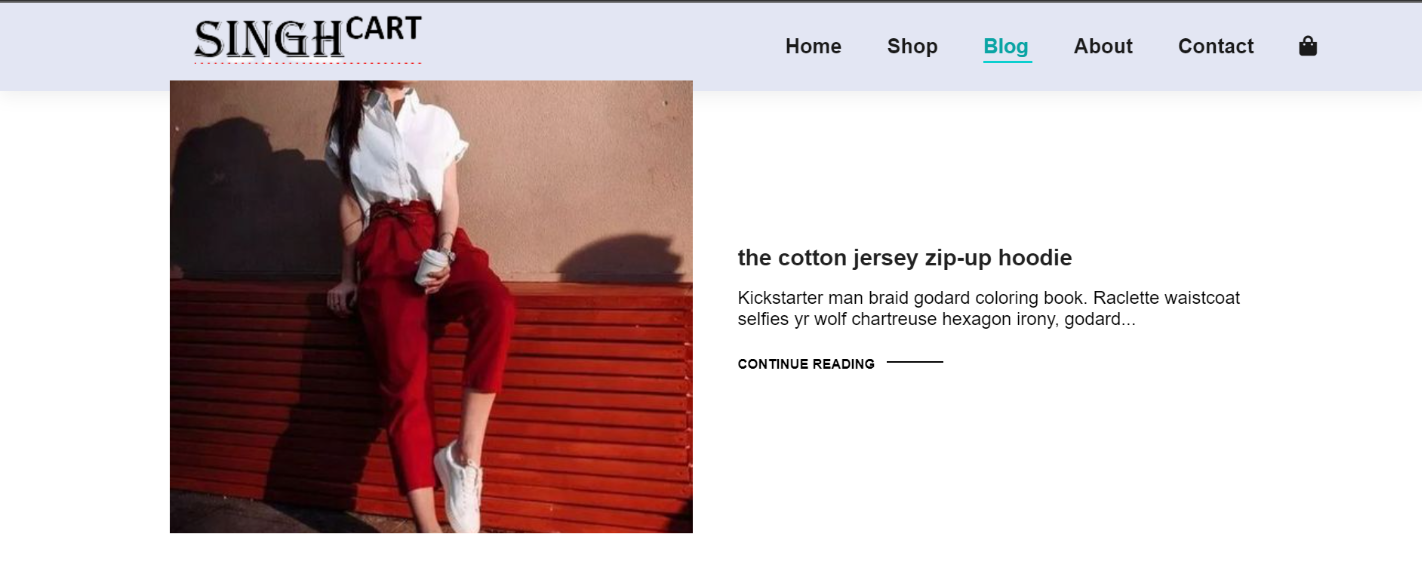 SINGHCART
Home Shop Blog About Contact
the cotton jersey zip-up hoodie
Kickstarter man braid godard coloring book. Raclette waistcoat
selfies yr wolf chartreuse hexagon irony, godard...
CONTINUE READING